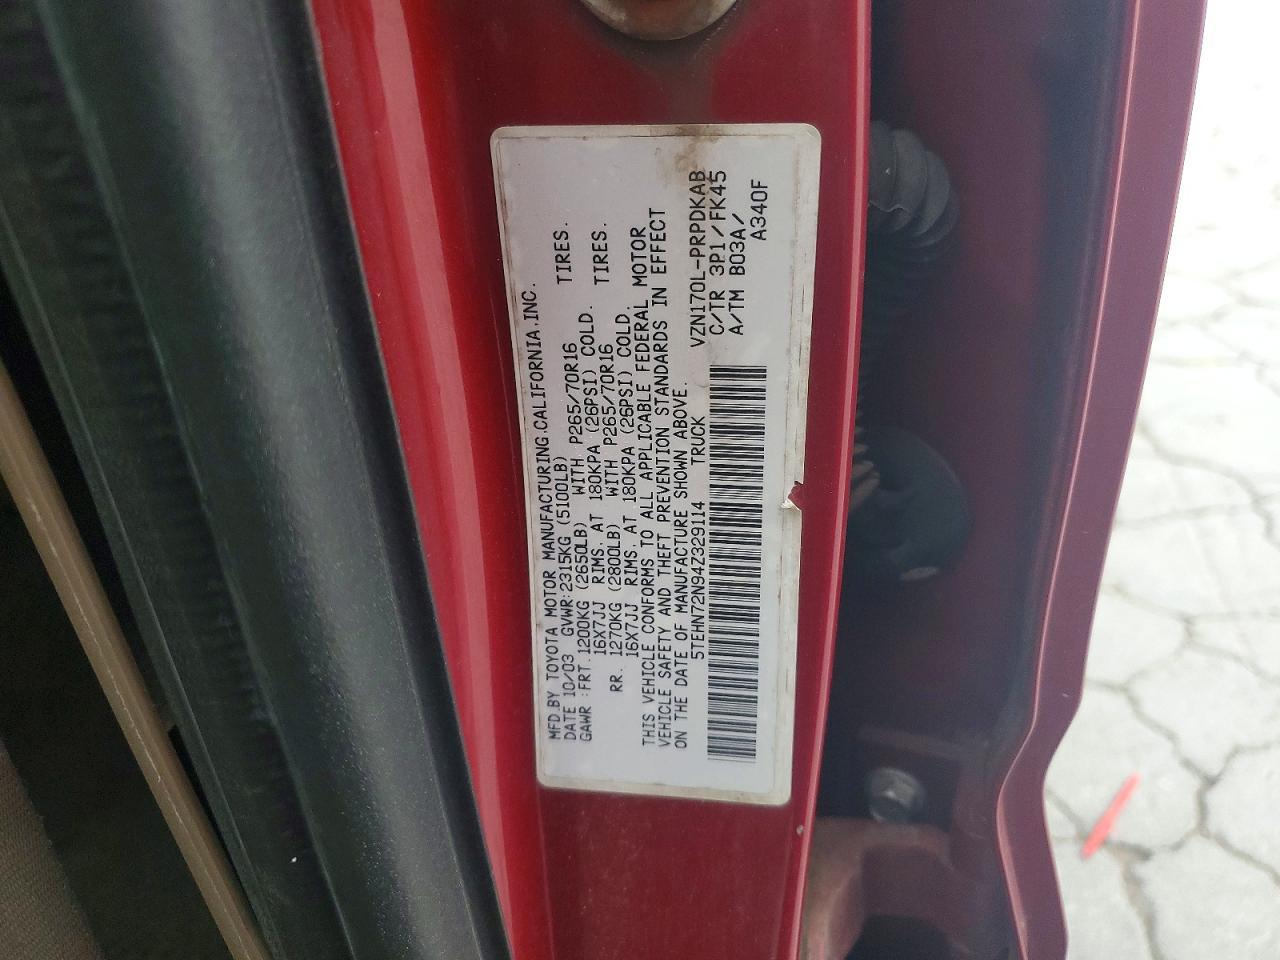 MFD.BY TOYOTA MOTOR MANUFACTURING.CALIFORNIA.INC.
DATE 10/03 GVWR:2315KG (5100LB)
GAWR : FRT. 1200KG (2650LB) WITH P265/70R16 TIRES.
16X7JJ RIMS. AT 180KPA (26PSI) COLD.
RR. 1270KG (2800LB) WITH P265/70R16 TIRES.
16X7JJ RIMS AT 180KPA (26PSI) COLD.
THIS VEHICLE CONFORMS TO ALL APPLICABLE FEDERAL MOTOR
VEHICLE SAFETY AND THEFT PREVENTION STANDARDS IN EFFECT
ON THE DATE OF MANUFACTURE SHOWN ABOVE.
5TEHN72N94Z329114 TRUCK
VZN170L-PRPDKAB
C/TR 3P1/FK45
A/TM B03A/
A340F